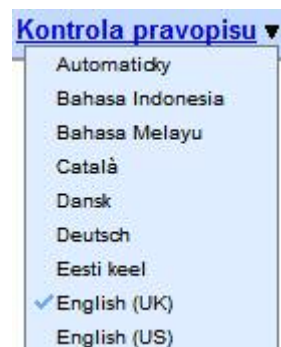 Kontrola pravopisu ▼
Automaticky
Bahasa Indonesia
Bahasa Melayu
Català
Dansk
Deutsch
Eesti keel
✓English (UK)
English (US)